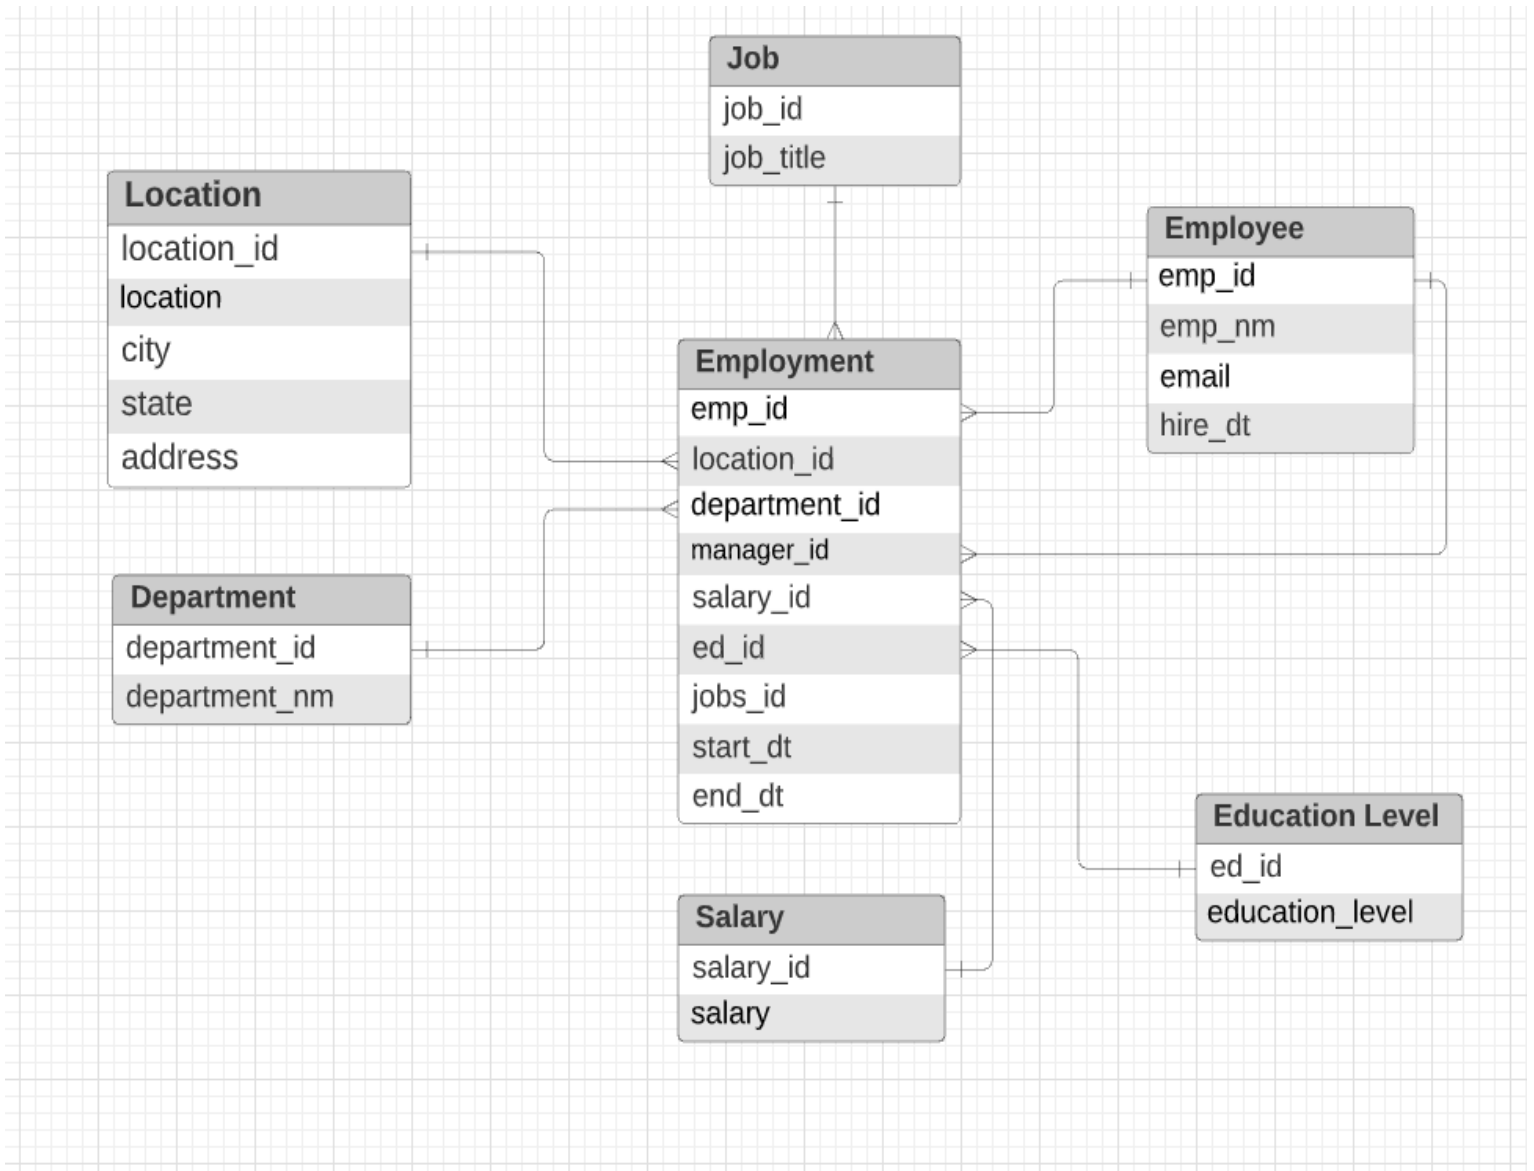 Job
job_id
job_title
Location
location_id
location
city
state
address
Employee
emp_id
emp_nm
email
hire_dt
Employment
emp_id
location_id
department_id
manager_id
salary_id
ed_id
jobs_id
start_dt
end_dt
Department
department_id
department_nm
Education Level
ed_id
education_level
Salary
salary_id
salary